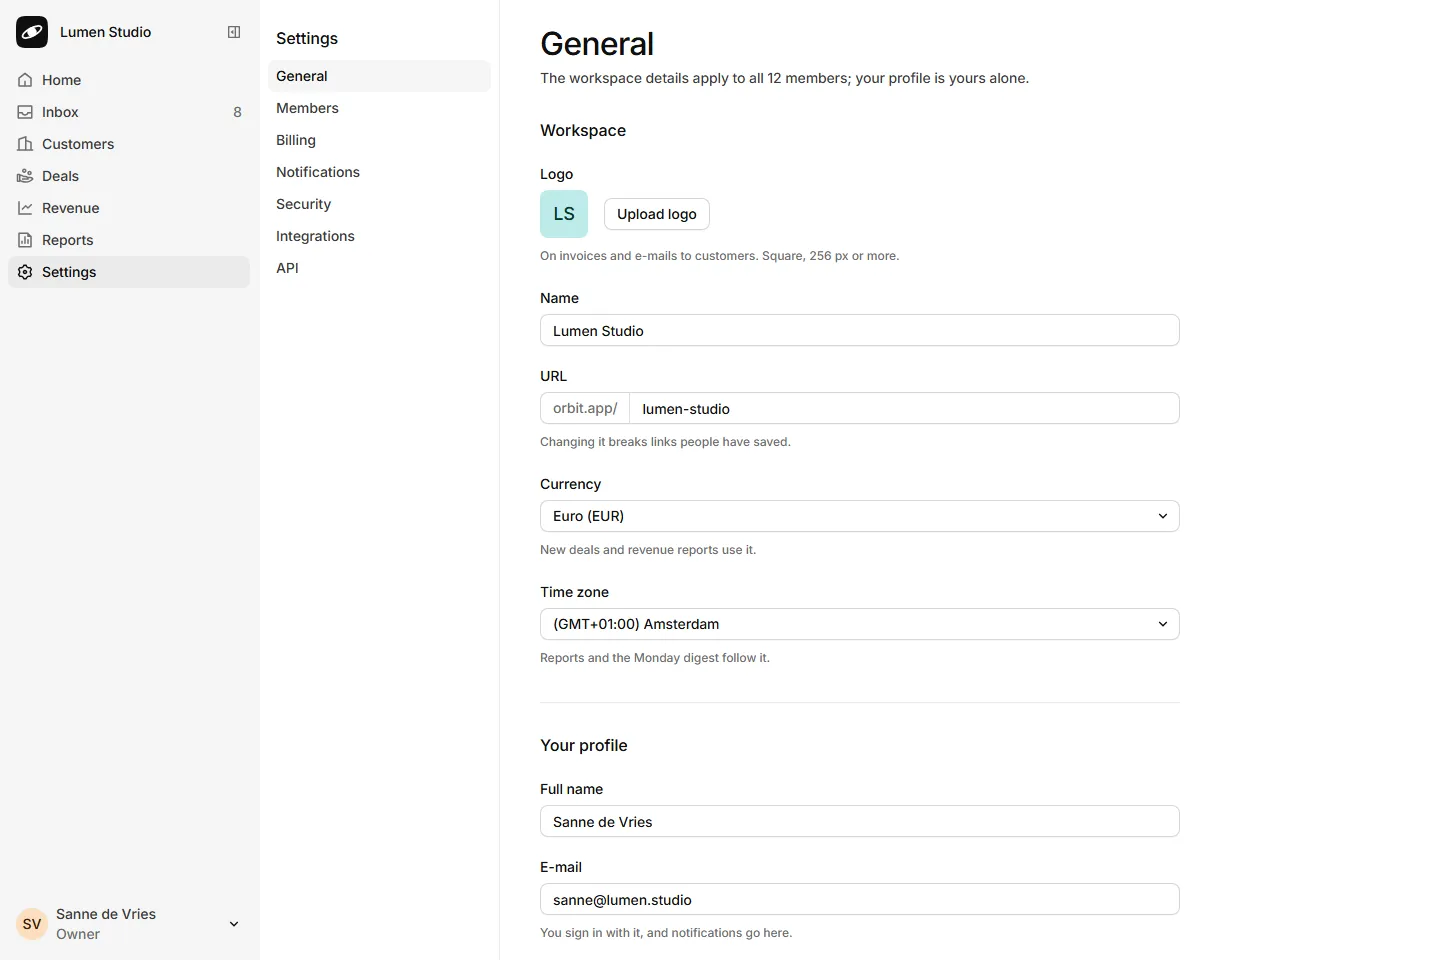 Lumen Studio
Home
Inbox 8
Customers
Deals
Revenue
Reports
Settings
SV
Sanne de Vries
Owner
Settings
General
Members
Billing
Notifications
Security
Integrations
API
General
The workspace details apply to all 12 members; your profile is yours alone.
Workspace
Logo
LS
Upload logo
On invoices and e-mails to customers. Square, 256 px or more.
Name
Lumen Studio
URL
orbit.app/ lumen-studio
Changing it breaks links people have saved.
Currency
Euro (EUR)
New deals and revenue reports use it.
Time zone
(GMT+01:00) Amsterdam
Reports and the Monday digest follow it.
Your profile
Full name
Sanne de Vries
E-mail
sanne@lumen.studio
You sign in with it, and notifications go here.